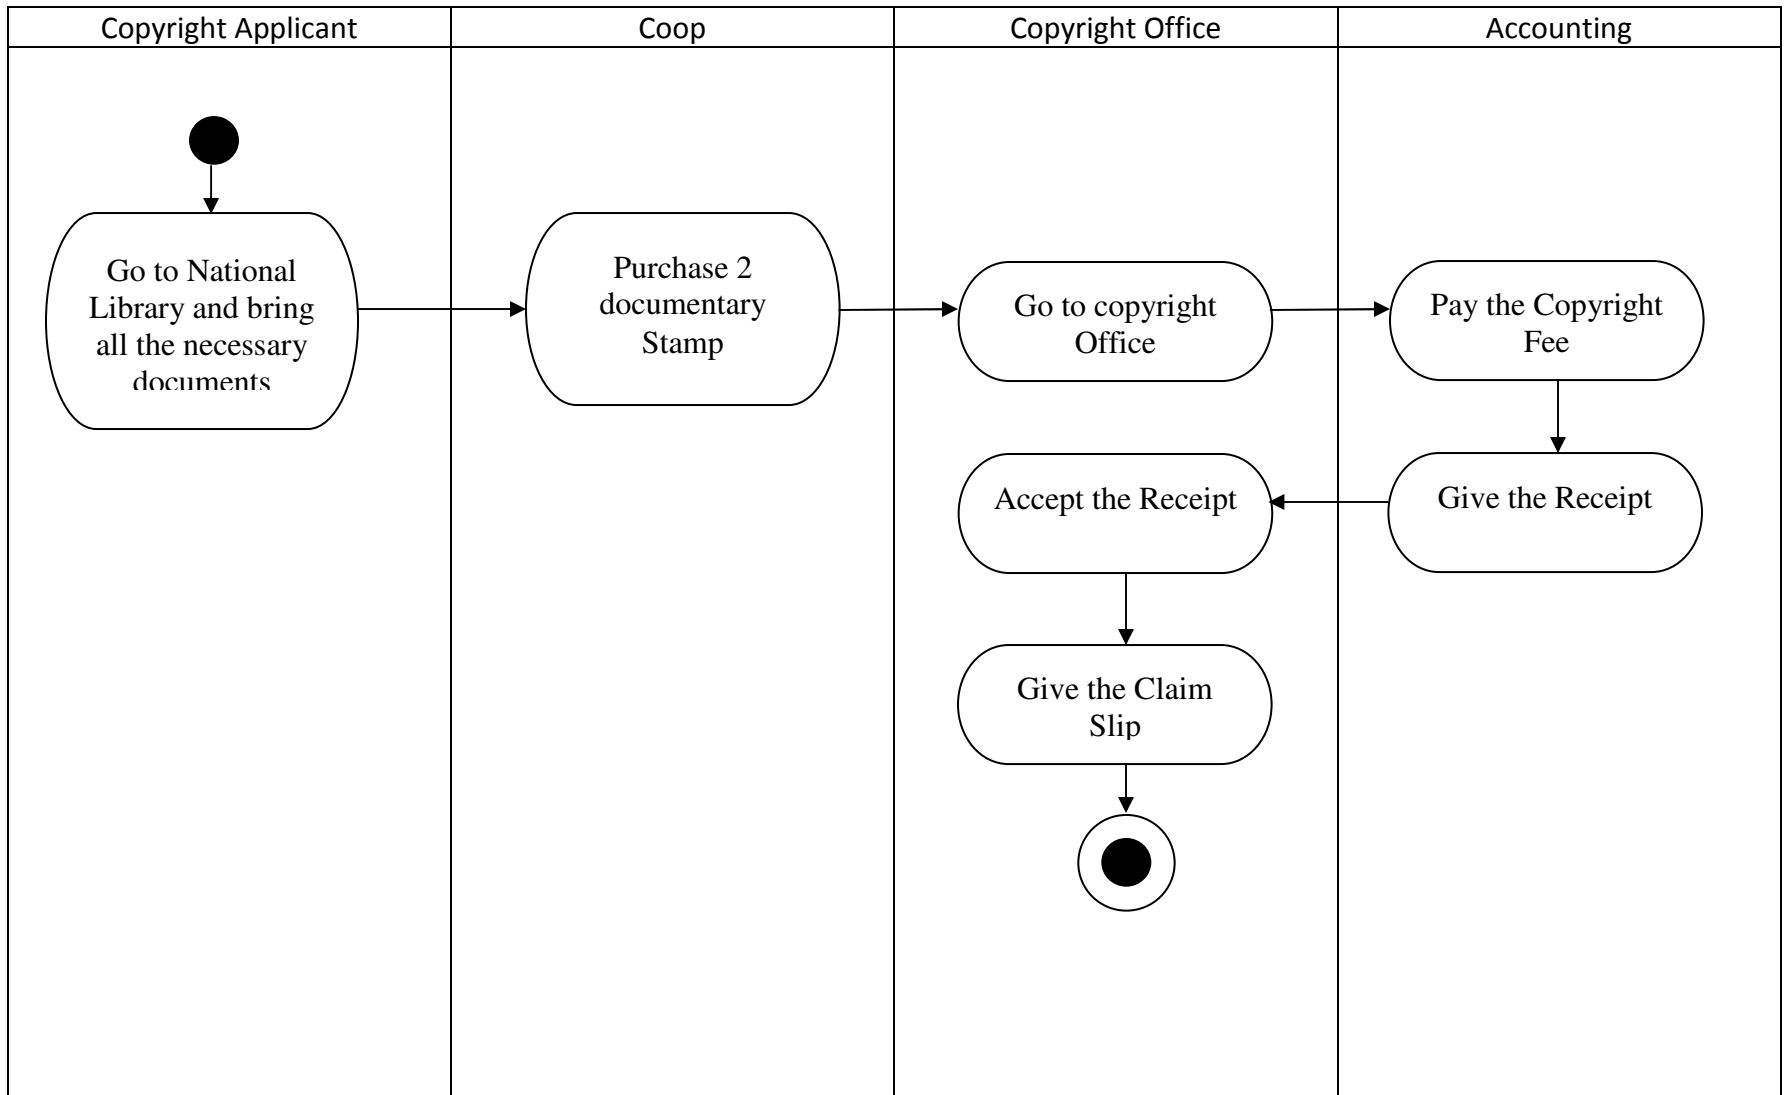 Copyright Applicant
Coop
Copyright Office
Accounting
Go to National
Library and bring
all the necessary
documents
Purchase 2
documentary
Stamp
Go to copyright
Office
Pay the Copyright
Fee
Accept the Receipt
Give the Receipt
Give the Claim
Slip